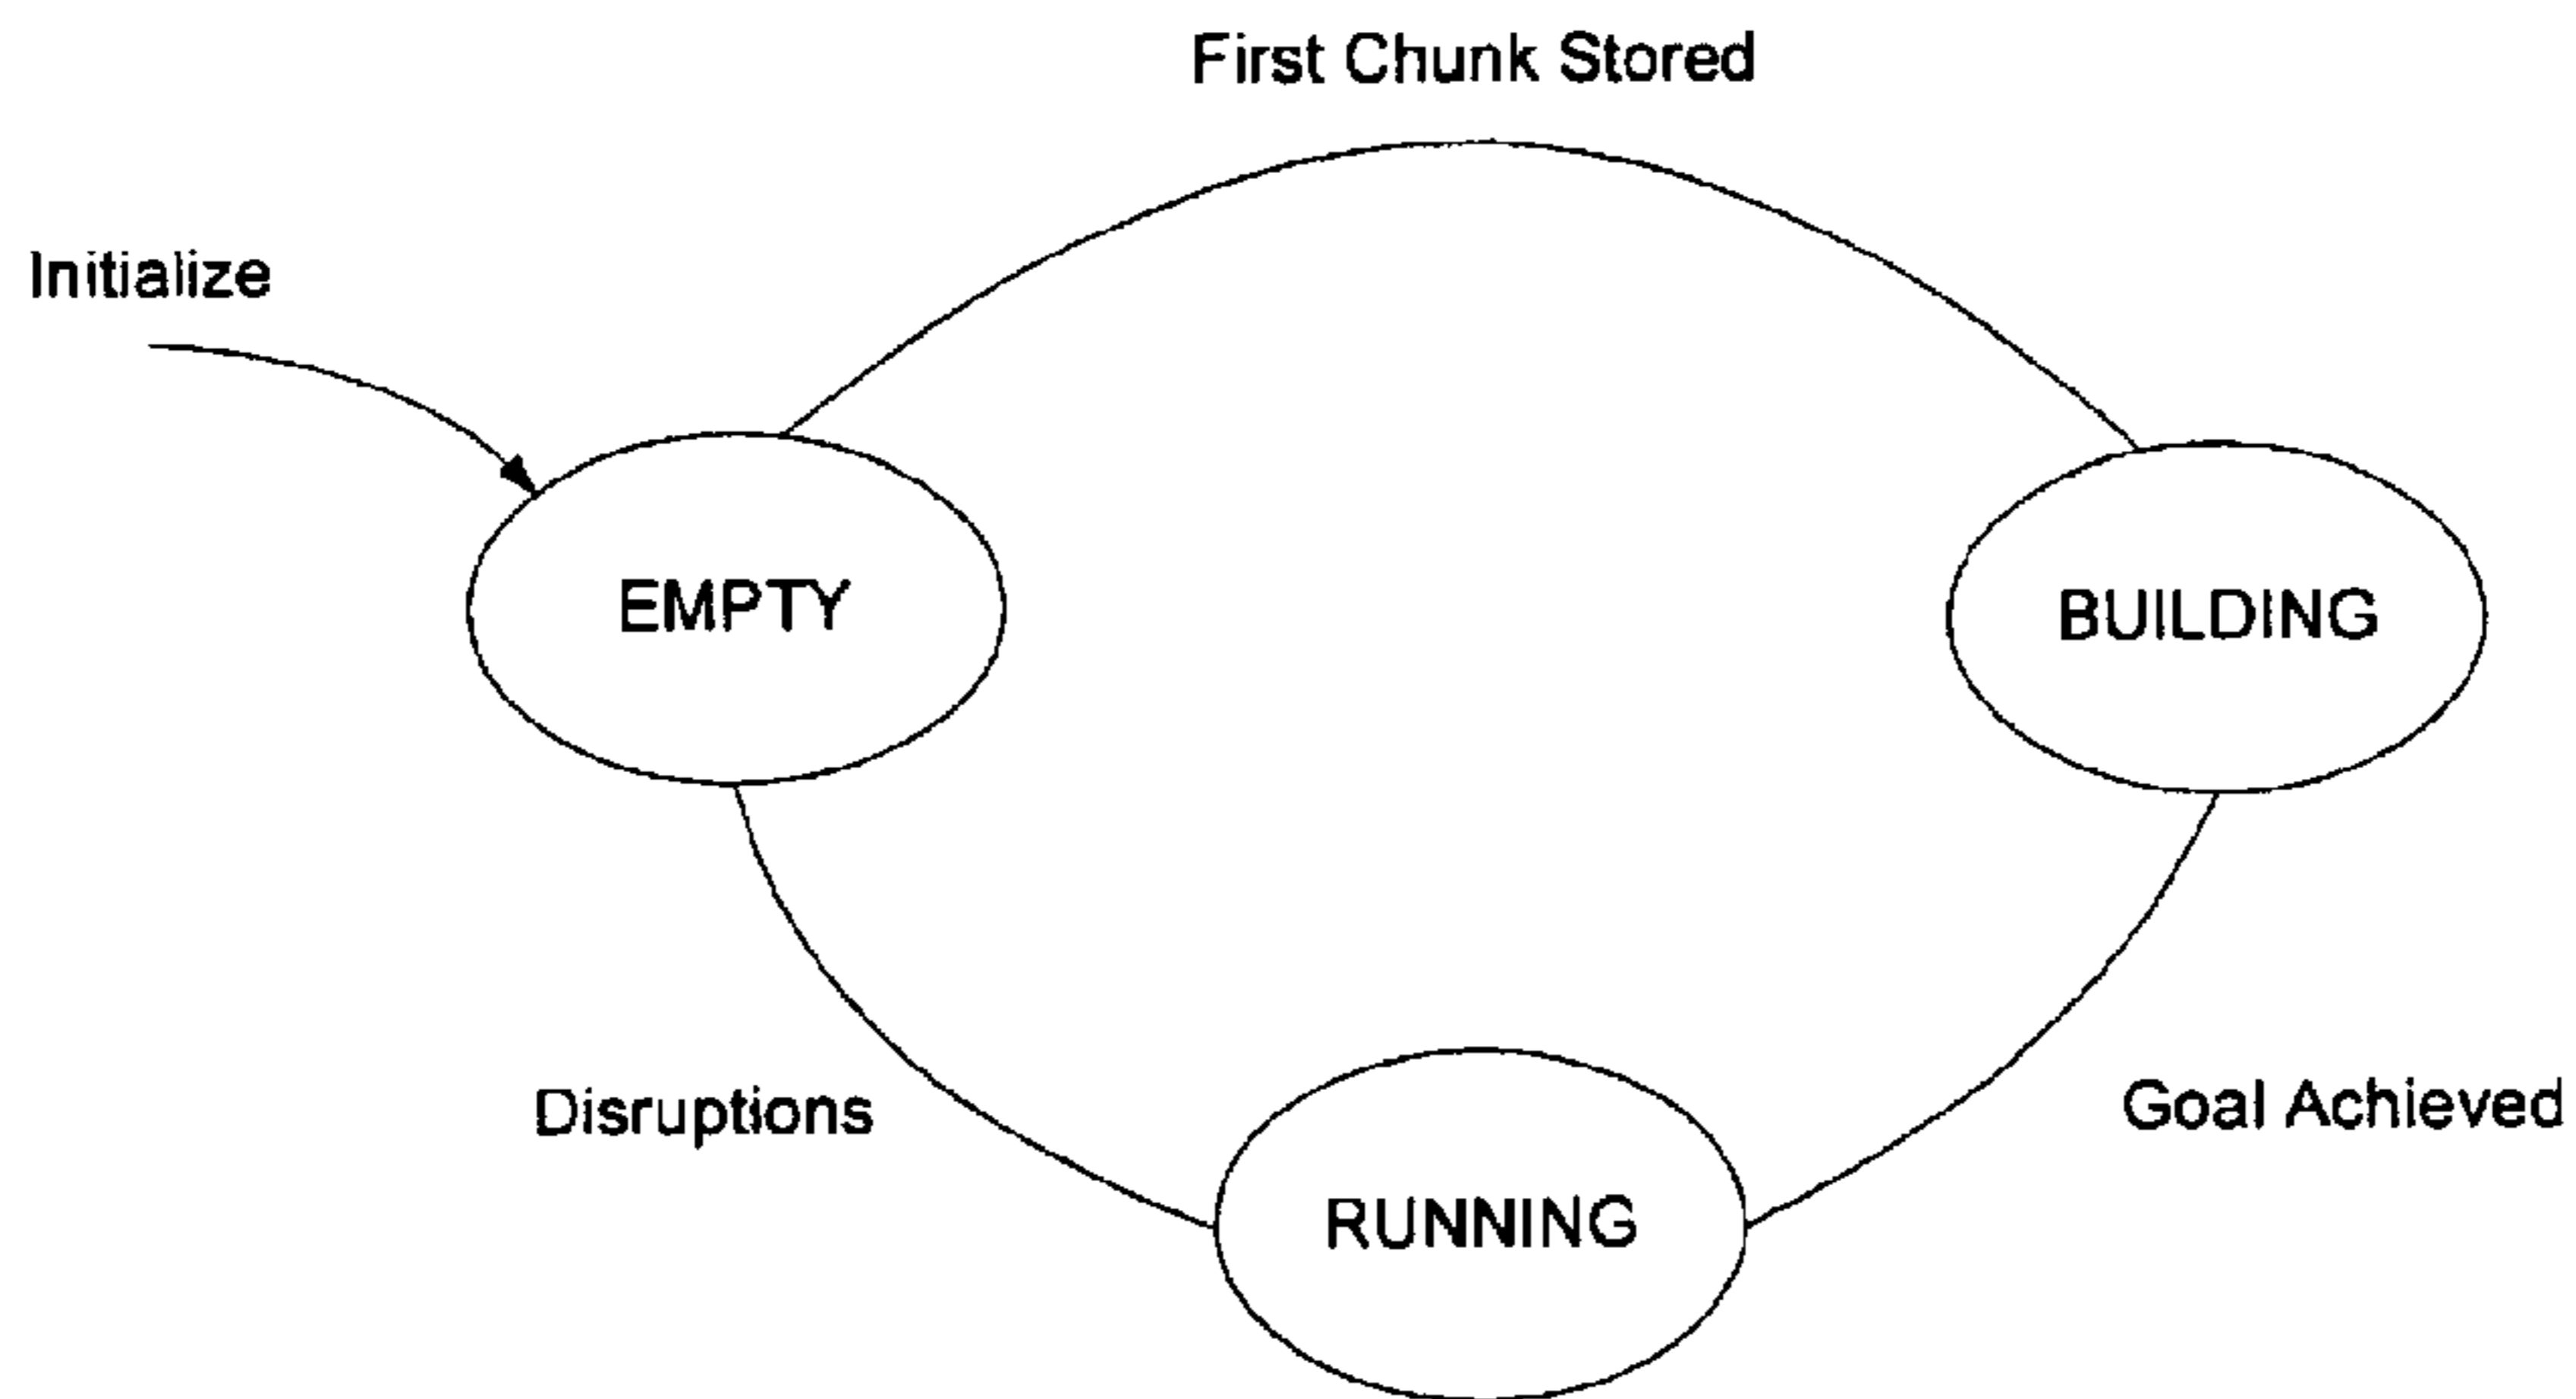 First Chunk Stored
Initialize
EMPTY
BUILDING
Disruptions
Goal Achieved
RUNNING